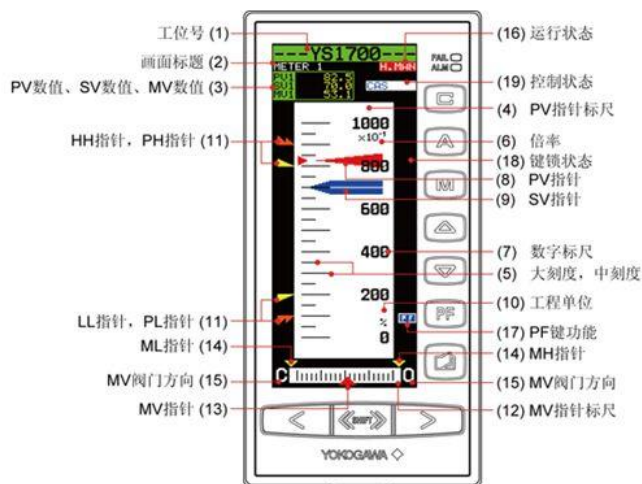 工位号 (1)
---YS1700---
(16) 运行状态
画面标题 (2)
METER 1
H.MAN
FAIL
ALM
PV数值、SV数值、MV数值 (3)
PV1
SV1
MV1
CAS
(19) 控制状态
C
(4) PV指针标尺
1000
×10⁻¹
(6) 倍率
A
HH指针，PH指针 (11)
800
(18) 键锁状态
(8) PV指针
M
(9) SV指针
600
400
(7) 数字标尺
(5) 大刻度，中刻度
200
(10) 工程单位
LL指针，PL指针 (11)
%
PF
(17) PF键功能
PF
0
ML指针 (14)
(14) MH指针
MV阀门方向 (15)
C
O
(15) MV阀门方向
MV指针 (13)
(12) MV指针标尺
SHIFT
YOKOGAWA